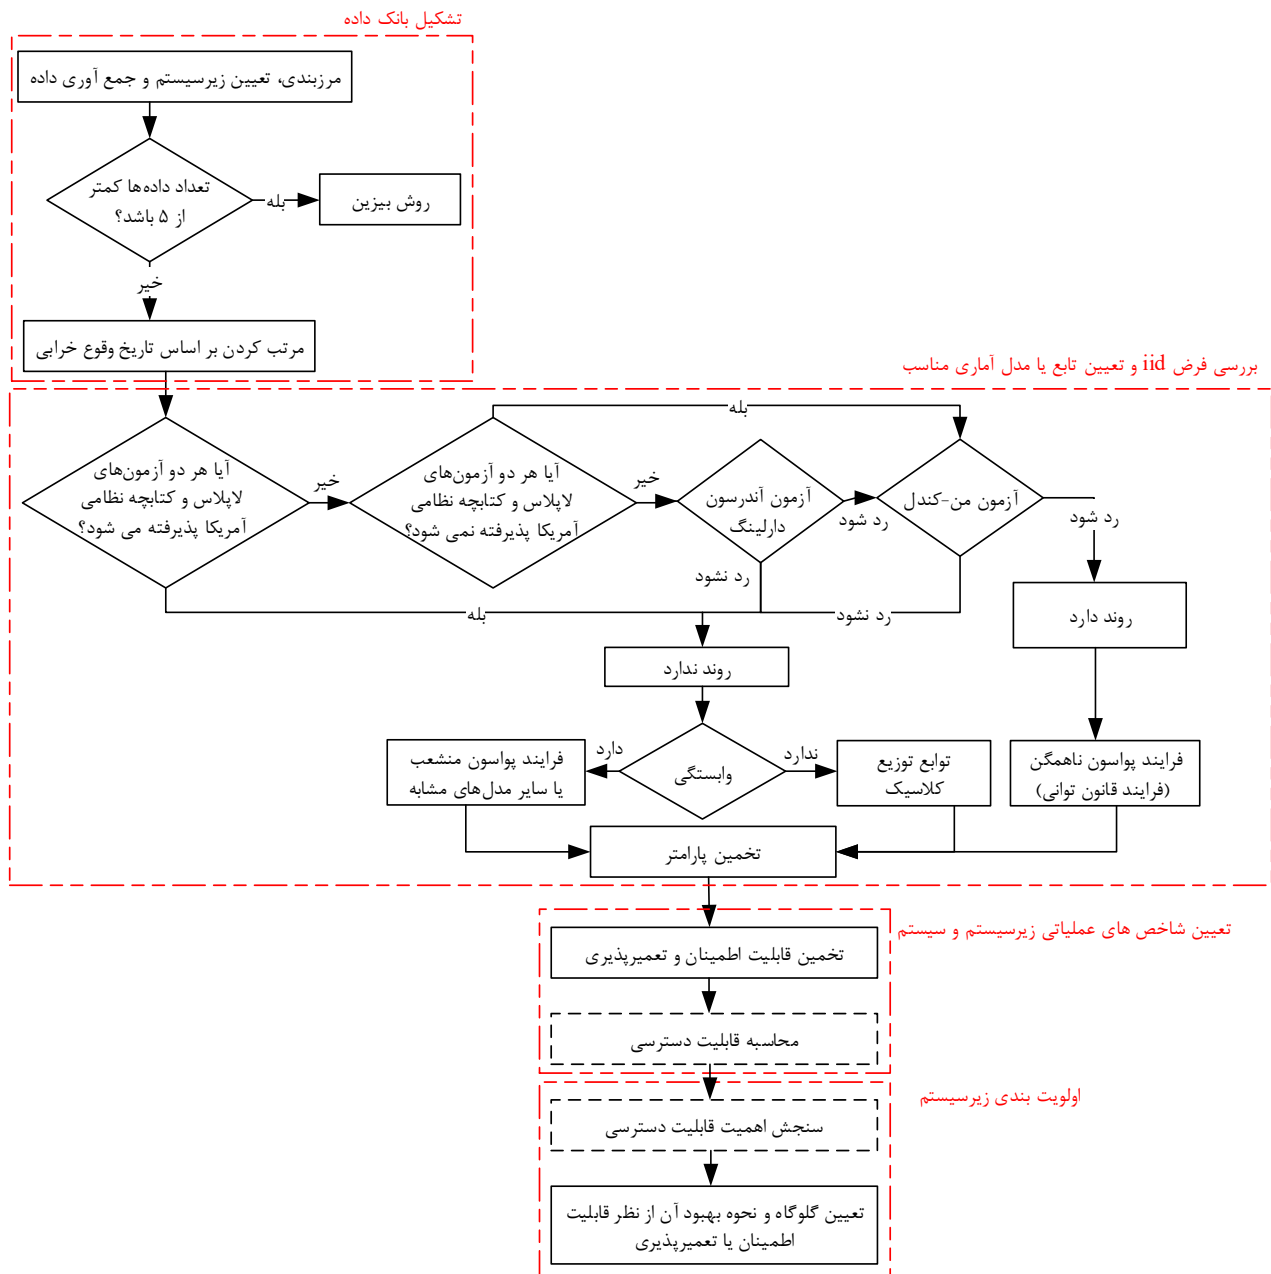 تشکیل بانک داده
مرزبندی، تعیین زیرسیستم و جمع آوری داده
تعداد داده‌ها کمتر
از ۵ باشد؟
بله
روش بیزین
خیر
مرتب کردن بر اساس تاریخ وقوع خرابی
بررسی فرض iid و تعیین تابع یا مدل آماری مناسب
آیا هر دو آزمون‌های
لاپلاس و کتابچه نظامی
آمریکا پذیرفته می شود؟
خیر
بله
آیا هر دو آزمون‌های
لاپلاس و کتابچه نظامی
آمریکا پذیرفته نمی شود؟
خیر
بله
آزمون آندرسون
دارلینگ
رد شود
رد نشود
آزمون من-کندل
رد شود
رد نشود
روند دارد
روند ندارد
وابستگی
دارد
ندارد
فرایند پواسون منشعب
یا سایر مدل‌های مشابه
توابع توزیع
کلاسیک
فرایند پواسون ناهمگن
(فرایند قانون توانی)
تخمین پارامتر
تعیین شاخص های عملیاتی زیرسیستم و سیستم
تخمین قابلیت اطمینان و تعمیرپذیری
محاسبه قابلیت دسترسی
اولویت بندی زیرسیستم
سنجش اهمیت قابلیت دسترسی
تعیین گلوگاه و نحوه بهبود آن از نظر قابلیت
اطمینان یا تعمیرپذیری